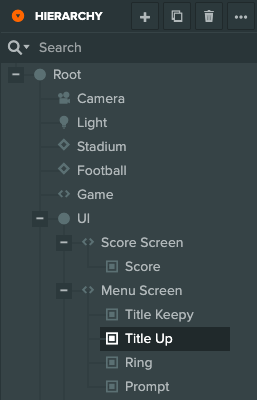 HIERARCHY
Search
Root
Camera
Light
Stadium
Football
Game
UI
Score Screen
Score
Menu Screen
Title Keepy
Title Up
Ring
Prompt